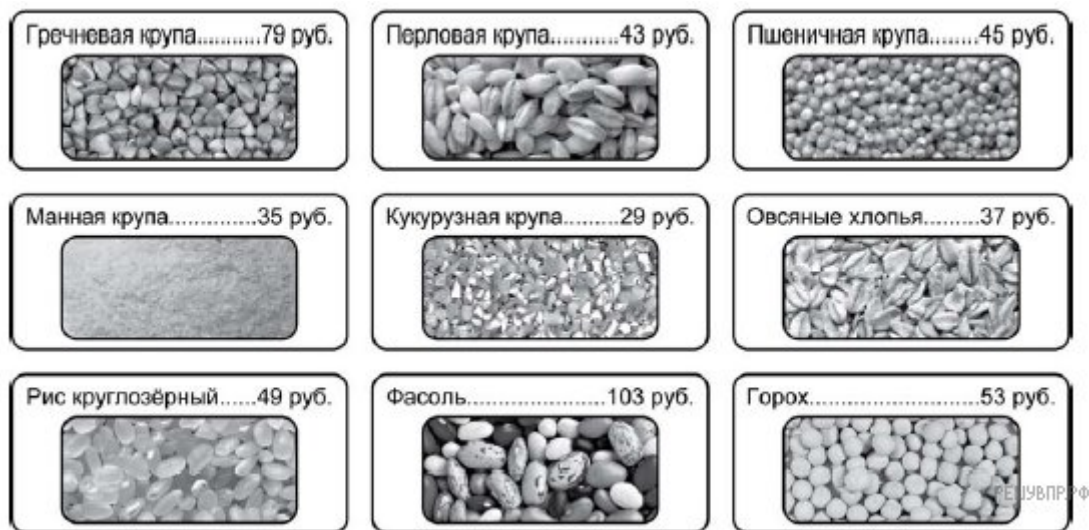 Гречневая крупа...........79 руб.
Перловая крупа...........43 руб.
Пшеничная крупа........45 руб.
Манная крупа..............35 руб.
Кукурузная крупа.........29 руб.
Овсяные хлопья.........37 руб.
Рис круглозёрный......49 руб.
Фасоль.......................103 руб.
Горох............................53 руб.
РЕШУВПР.РФ